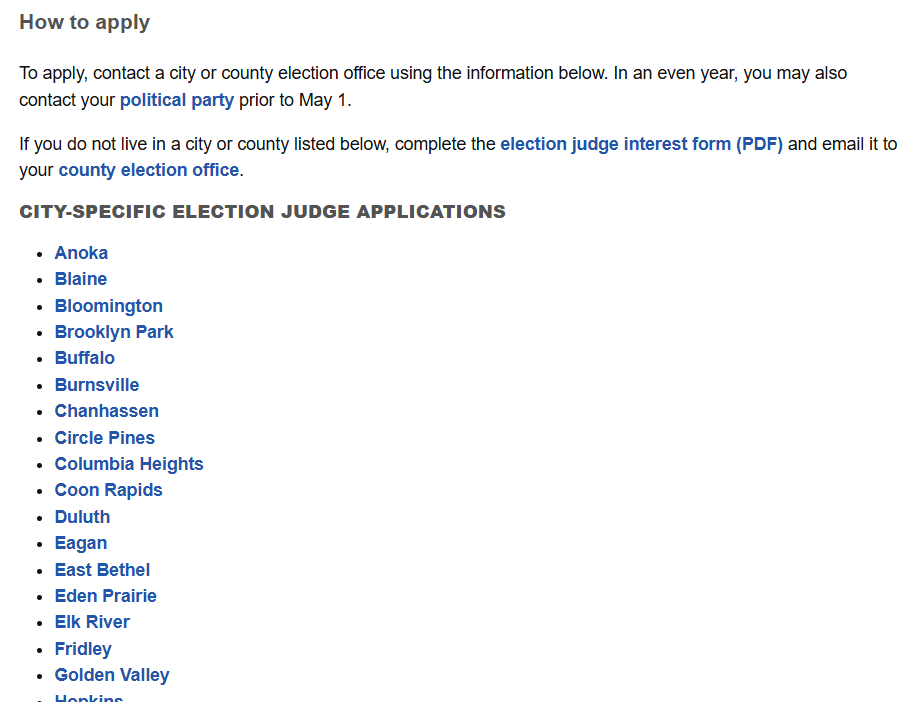 How to apply
To apply, contact a city or county election office using the information below. In an even year, you may also
contact your political party prior to May 1.
If you do not live in a city or county listed below, complete the election judge interest form (PDF) and email it to
your county election office.
CITY-SPECIFIC ELECTION JUDGE APPLICATIONS
Anoka
Blaine
Bloomington
Brooklyn Park
Buffalo
Burnsville
Chanhassen
Circle Pines
Columbia Heights
Coon Rapids
Duluth
Eagan
East Bethel
Eden Prairie
Elk River
Fridley
Golden Valley
Hopkins